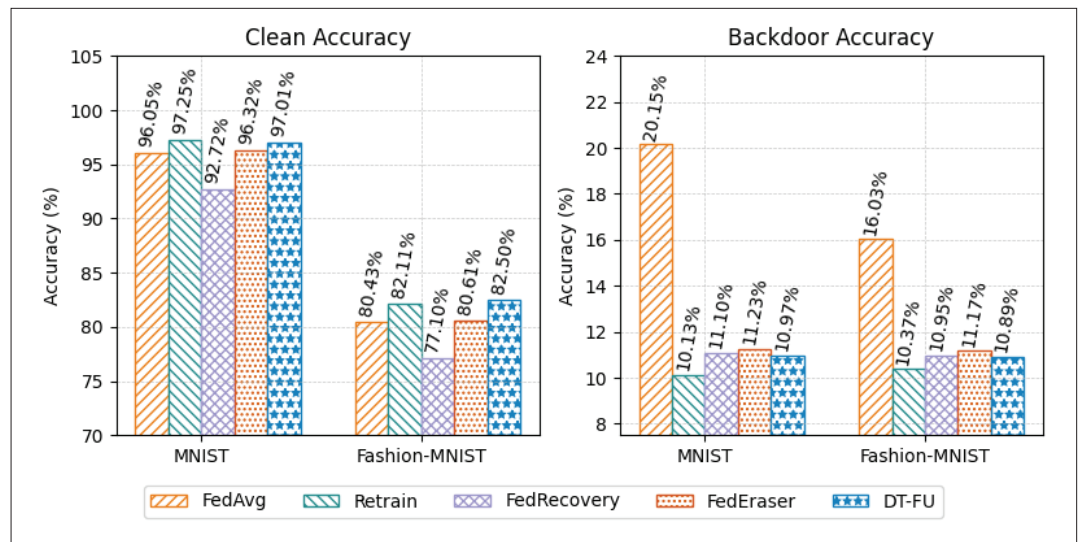 Clean Accuracy
Accuracy (%)
105
100
95
90
85
80
75
70
96.05%
97.25%
92.72%
96.32%
97.01%
80.43%
82.11%
77.10%
80.61%
82.50%
MNIST
Fashion-MNIST
Backdoor Accuracy
Accuracy (%)
24
22
20
18
16
14
12
10
8
20.15%
10.13%
11.10%
11.23%
10.97%
16.03%
10.37%
10.95%
11.17%
10.89%
MNIST
Fashion-MNIST
FedAvg
Retrain
FedRecovery
FedEraser
DT-FU